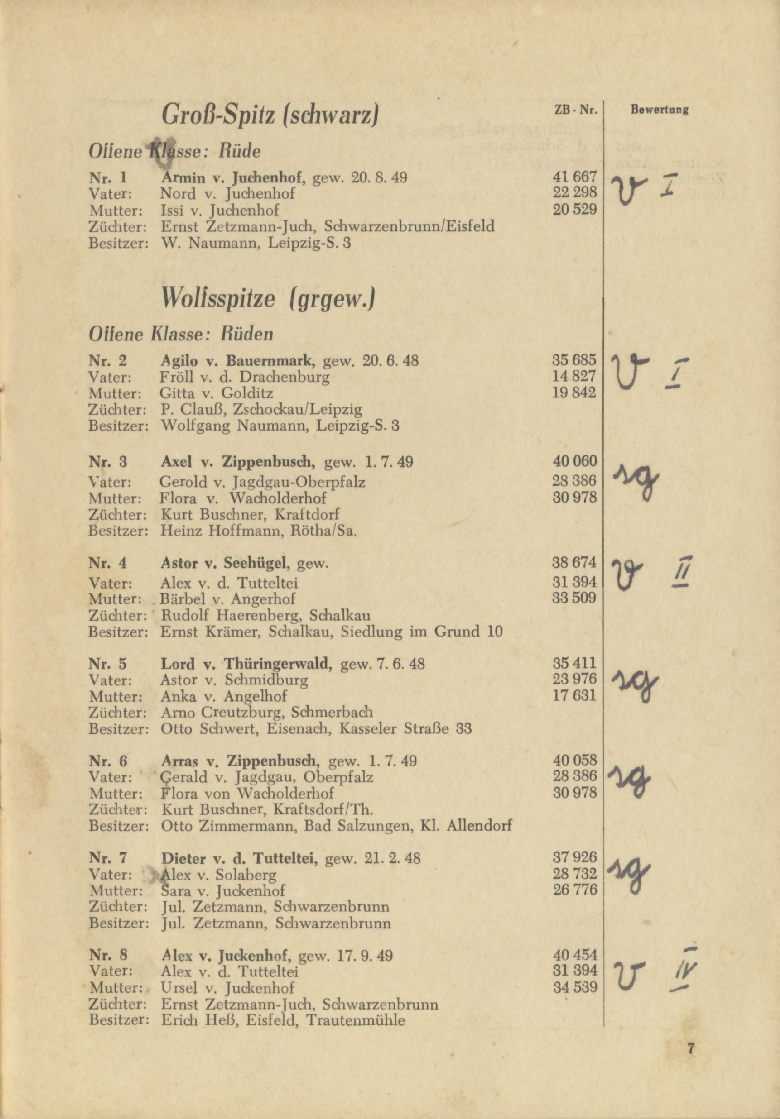 Groß-Spitz (schwarz) ZB-Nr. Bewertung
Offene Klasse: Rüde
Nr. 1 Armin v. Juchenhof, gew. 20. 8. 49 41 667 v I
Vater: Nord v. Juchenhof 22 298
Mutter: Issi v. Juchenhof 20 529
Züchter: Ernst Zetzmann-Juch, Schwarzenbrunn/Eisfeld
Besitzer: W. Naumann, Leipzig-S. 3
Wolfsspitze (grgew.)
Offene Klasse: Rüden
Nr. 2 Agilo v. Bauernmark, gew. 20. 6. 48 35 685 v I
Vater: Fröll v. d. Drachenburg 14 827
Mutter: Gitta v. Golditz 19 842
Züchter: P. Clauß, Zschockau/Leipzig
Besitzer: Wolfgang Naumann, Leipzig-S. 3
Nr. 3 Axel v. Zippenbusch, gew. 1. 7. 49 40 060 sg
Vater: Gerold v. Jagdgau-Oberpfalz 28 386
Mutter: Flora v. Wacholderhof 30 978
Züchter: Kurt Buschner, Kraftdorf
Besitzer: Heinz Hoffmann, Rötha/Sa.
Nr. 4 Astor v. Seehügel, gew. 38 674 v II
Vater: Alex v. d. Tutteltei 31 394
Mutter: Bärbel v. Angerhof 33 509
Züchter: Rudolf Haerenberg, Schalkau
Besitzer: Ernst Krämer, Schalkau, Siedlung im Grund 10
Nr. 5 Lord v. Thüringerwald, gew. 7. 6. 48 35 411 sg
Vater: Astor v. Schmidburg 23 976
Mutter: Anka v. Angelhof 17 631
Züchter: Arno Creutzburg, Schmerbach
Besitzer: Otto Schwert, Eisenach, Kasseler Straße 33
Nr. 6 Arras v. Zippenbusch, gew. 1. 7. 49 40 058 sg
Vater: Gerald v. Jagdgau, Oberpfalz 28 386
Mutter: Flora von Wacholderhof 30 978
Züchter: Kurt Buschner, Kraftsdorf/Th.
Besitzer: Otto Zimmermann, Bad Salzungen, Kl. Allendorf
Nr. 7 Dieter v. d. Tutteltei, gew. 21. 2. 48 37 926 sg
Vater: Alex v. Solaberg 28 732
Mutter: Sara v. Juckenhof 26 776
Züchter: Jul. Zetzmann, Schwarzenbrunn
Besitzer: Jul. Zetzmann, Schwarzenbrunn
Nr. 8 Alex v. Juckenhof, gew. 17. 9. 49 40 454 v IV
Vater: Alex v. d. Tutteltei 31 394
Mutter: Ursel v. Juckenhof 34 539
Züchter: Ernst Zetzmann-Juch, Schwarzenbrunn
Besitzer: Erich Heß, Eisfeld, Trautenmühle
7